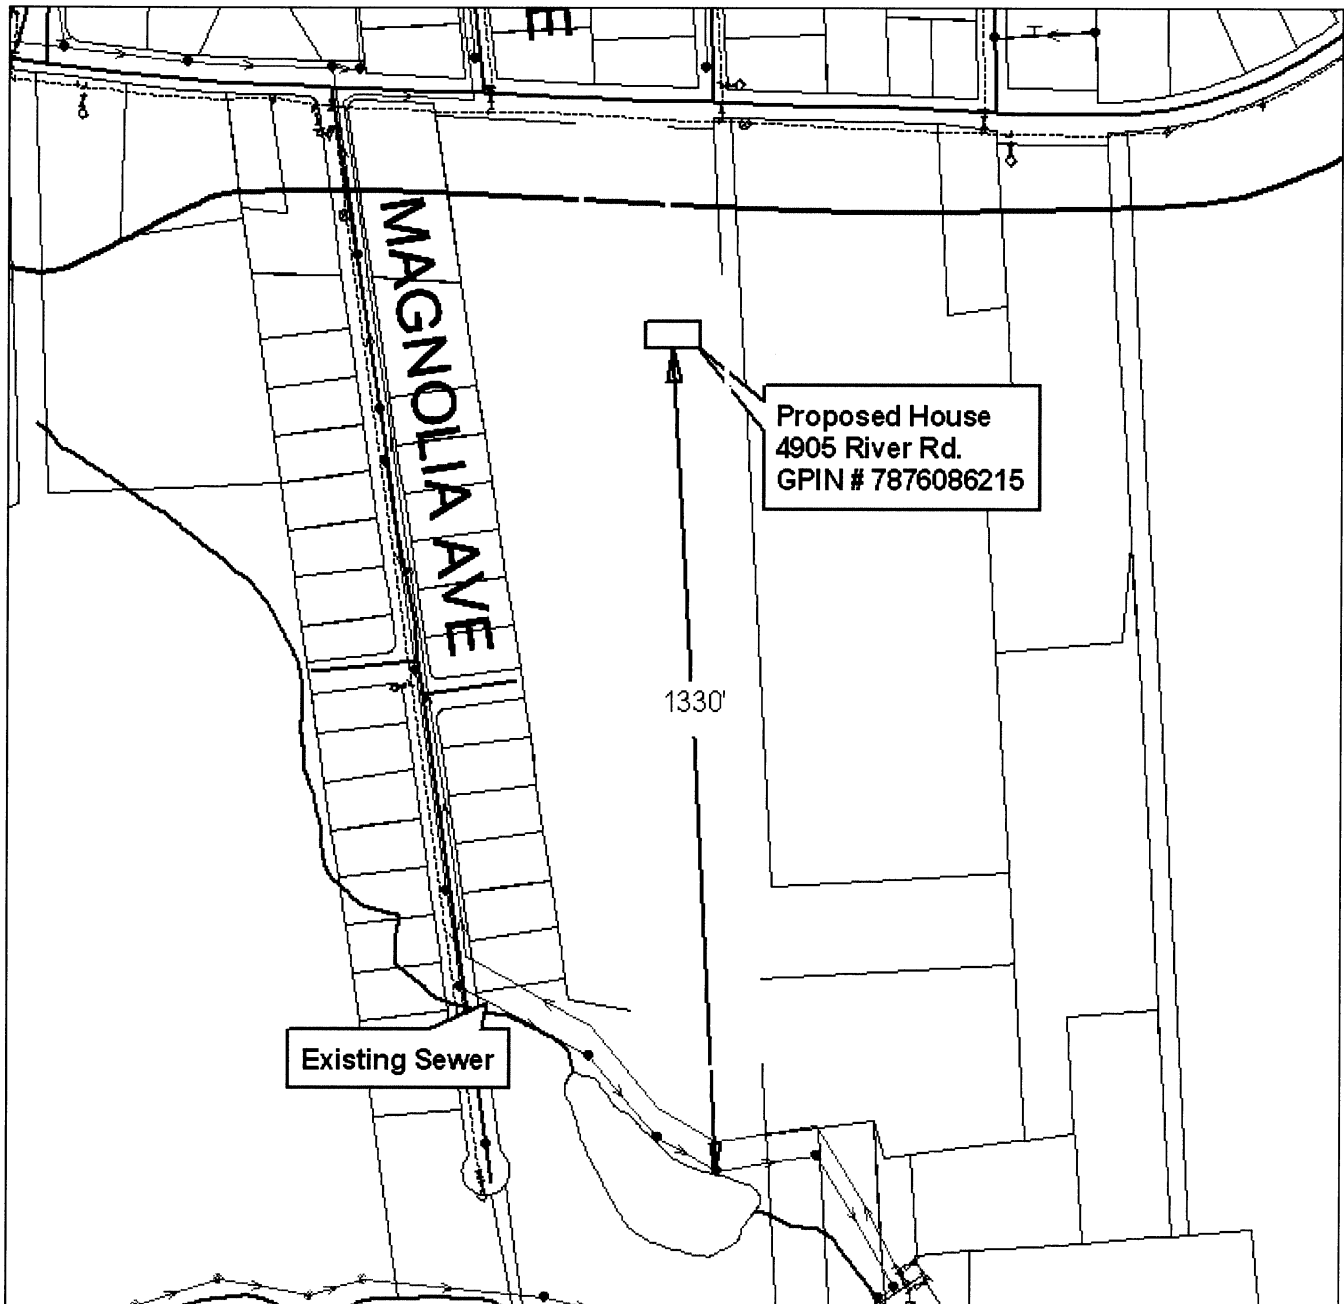 E
MAGNOLIA AVE
Proposed House
4905 River Rd.
GPIN # 7876086215
1330'
Existing Sewer